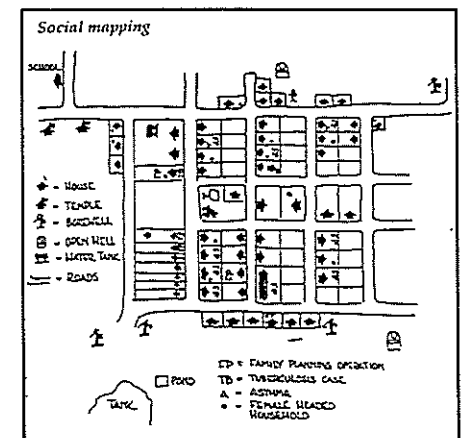 Social mapping
SCHOOL
- HOUSE
- TEMPLE
- BOREWELL
- OPEN WELL
- WATER TANK
- ROADS
POND
TANK
FP = FAMILY PLANNING OPERATION
TB = TUBERCULOSIS CASE
A = ASTHMA
• = FEMALE HEADED
HOUSEHOLD